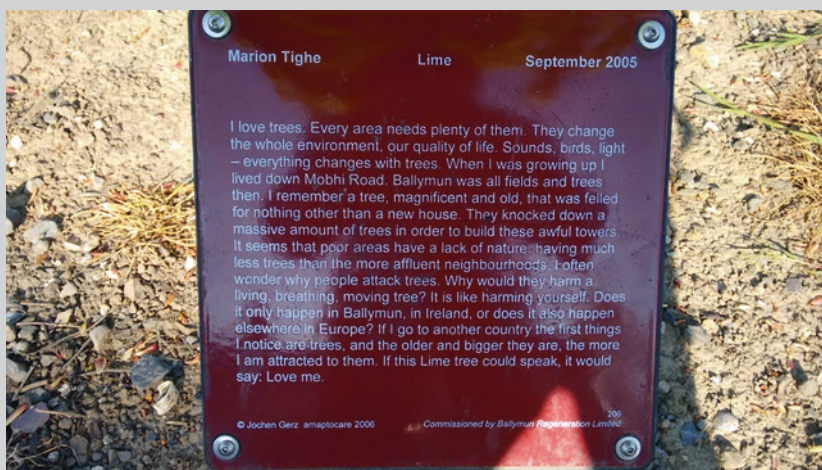 Marion Tighe Lime September 2005
I love trees. Every area needs plenty of them. They change
the whole environment, our quality of life. Sounds, birds, light
– everything changes with trees. When I was growing up I
lived down Mobhi Road. Ballymun was all fields and trees
then. I remember a tree, magnificent and old, that was felled
for nothing other than a new house. They knocked down a
massive amount of trees in order to build these awful towers.
It seems that poor areas have a lack of nature: having much
less trees than the more affluent neighbourhoods. I often
wonder why people attack trees. Why would they harm a
living, breathing, moving tree? It is like harming yourself. Does
it only happen in Ballymun, in Ireland, or does it also happen
elsewhere in Europe? If I go to another country the first things
I notice are trees, and the older and bigger they are, the more
I am attracted to them. If this Lime tree could speak, it would
say: Love me.
206
© Jochen Gerz amaptocare 2006 Commissioned by Ballymun Regeneration Limited